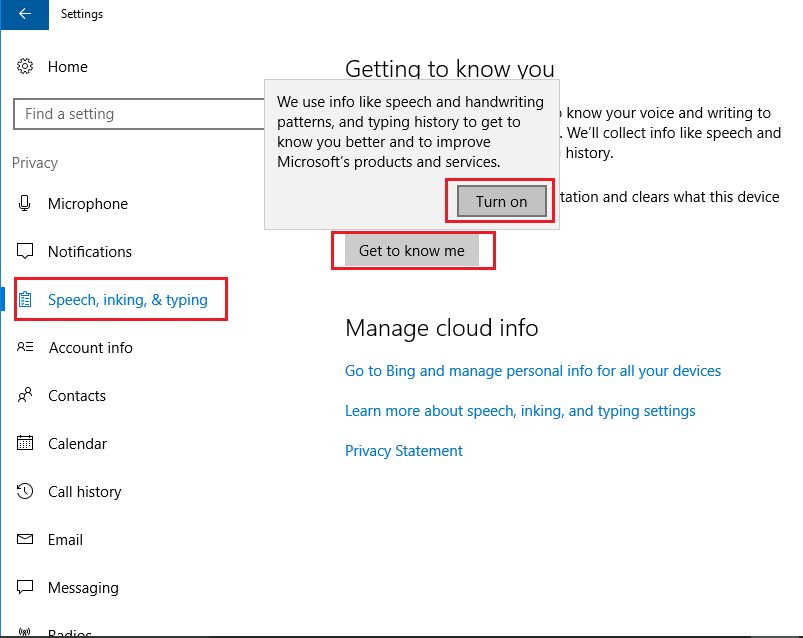 Settings
Home
Find a setting
Privacy
Microphone
Notifications
Speech, inking, & typing
Account info
Contacts
Calendar
Call history
Email
Messaging
Radios
Getting to know you
We use info like speech and handwriting
patterns, and typing history to get to
know you better and to improve
Microsoft's products and services.
Turn on
know your voice and writing to
. We'll collect info like speech and
history.
tation and clears what this device
Get to know me
Manage cloud info
Go to Bing and manage personal info for all your devices
Learn more about speech, inking, and typing settings
Privacy Statement